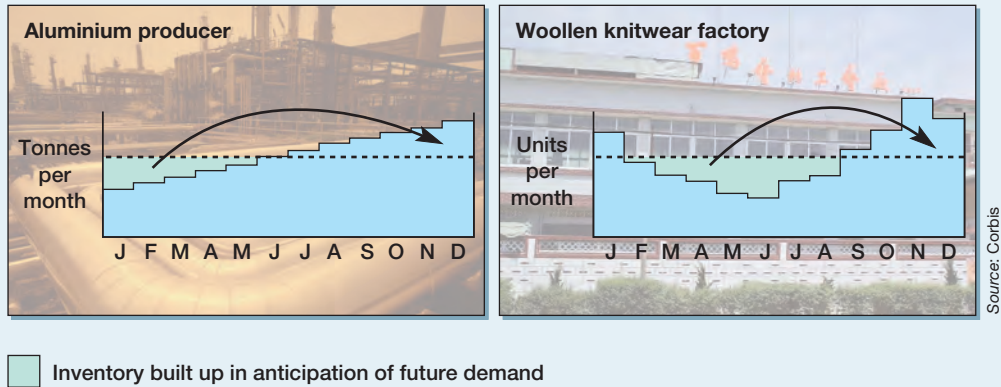 Aluminium producer
Tonnes
per
month
J F M A M J J A S O N D
Woollen knitwear factory
Units
per
month
J F M A M J J A S O N D
Source: Corbis
Inventory built up in anticipation of future demand